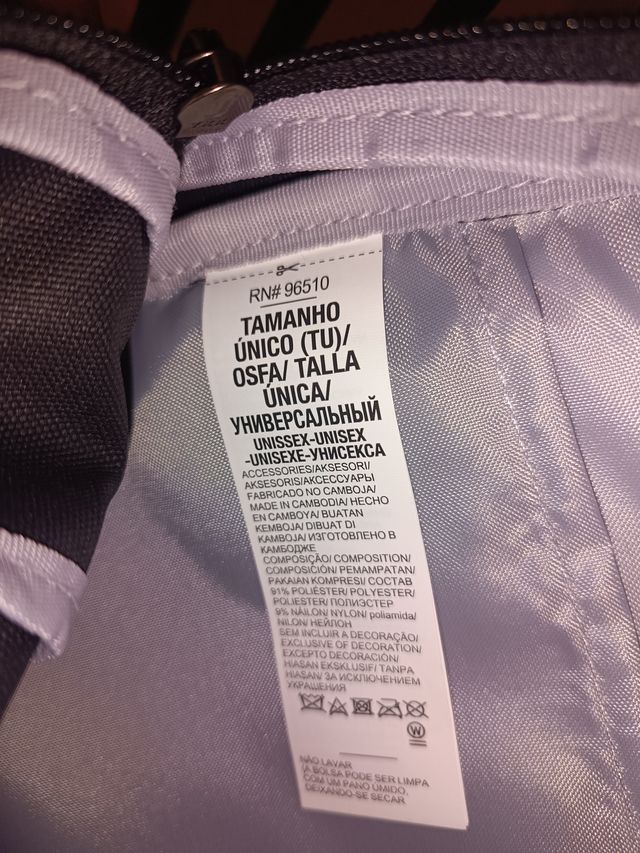 RN# 96510
TAMANHO
ÚNICO (TU)/
OSFA/ TALLA
ÚNICA/
УНИВЕРСАЛЬНЫЙ
UNISSEX-UNISEX
-UNISEXE-УНИСЕКСА
ACCESSORIES/AKSESORI/
AKSESORIS/АКСЕССУАРЫ
FABRICADO NO CAMBOJA/
MADE IN CAMBODIA/ HECHO
EN CAMBOYA/ BUATAN
KEMBOJA/ DIBUAT DI
KAMBOJA/ ИЗГОТОВЛЕНО В
КАМБОДЖЕ
COMPOSIÇÃO/ COMPOSITION/
COMPOSICIÓN/ PEMAMPATAN/
PAKAIAN KOMPRESI/ СОСТАВ
91% POLIÉSTER/ POLYESTER/
POLIESTER/ ПОЛИЭСТЕР
9% NÁILON/ NYLON/ poliamida/
NILON/ НЕЙЛОН
SEM INCLUIR A DECORAÇÃO/
EXCLUSIVE OF DECORATION/
EXCEPTO DECORACIÓN/
HIASAN EKSKLUSIF/ TANPA
HIASAN/ ЗА ИСКЛЮЧЕНИЕМ
УКРАШЕНИЯ
W
NÃO LAVAR
(A BOLSA PODE SER LIMPA
COM UM PANO ÚMIDO,
DEIXANDO-SE SECAR